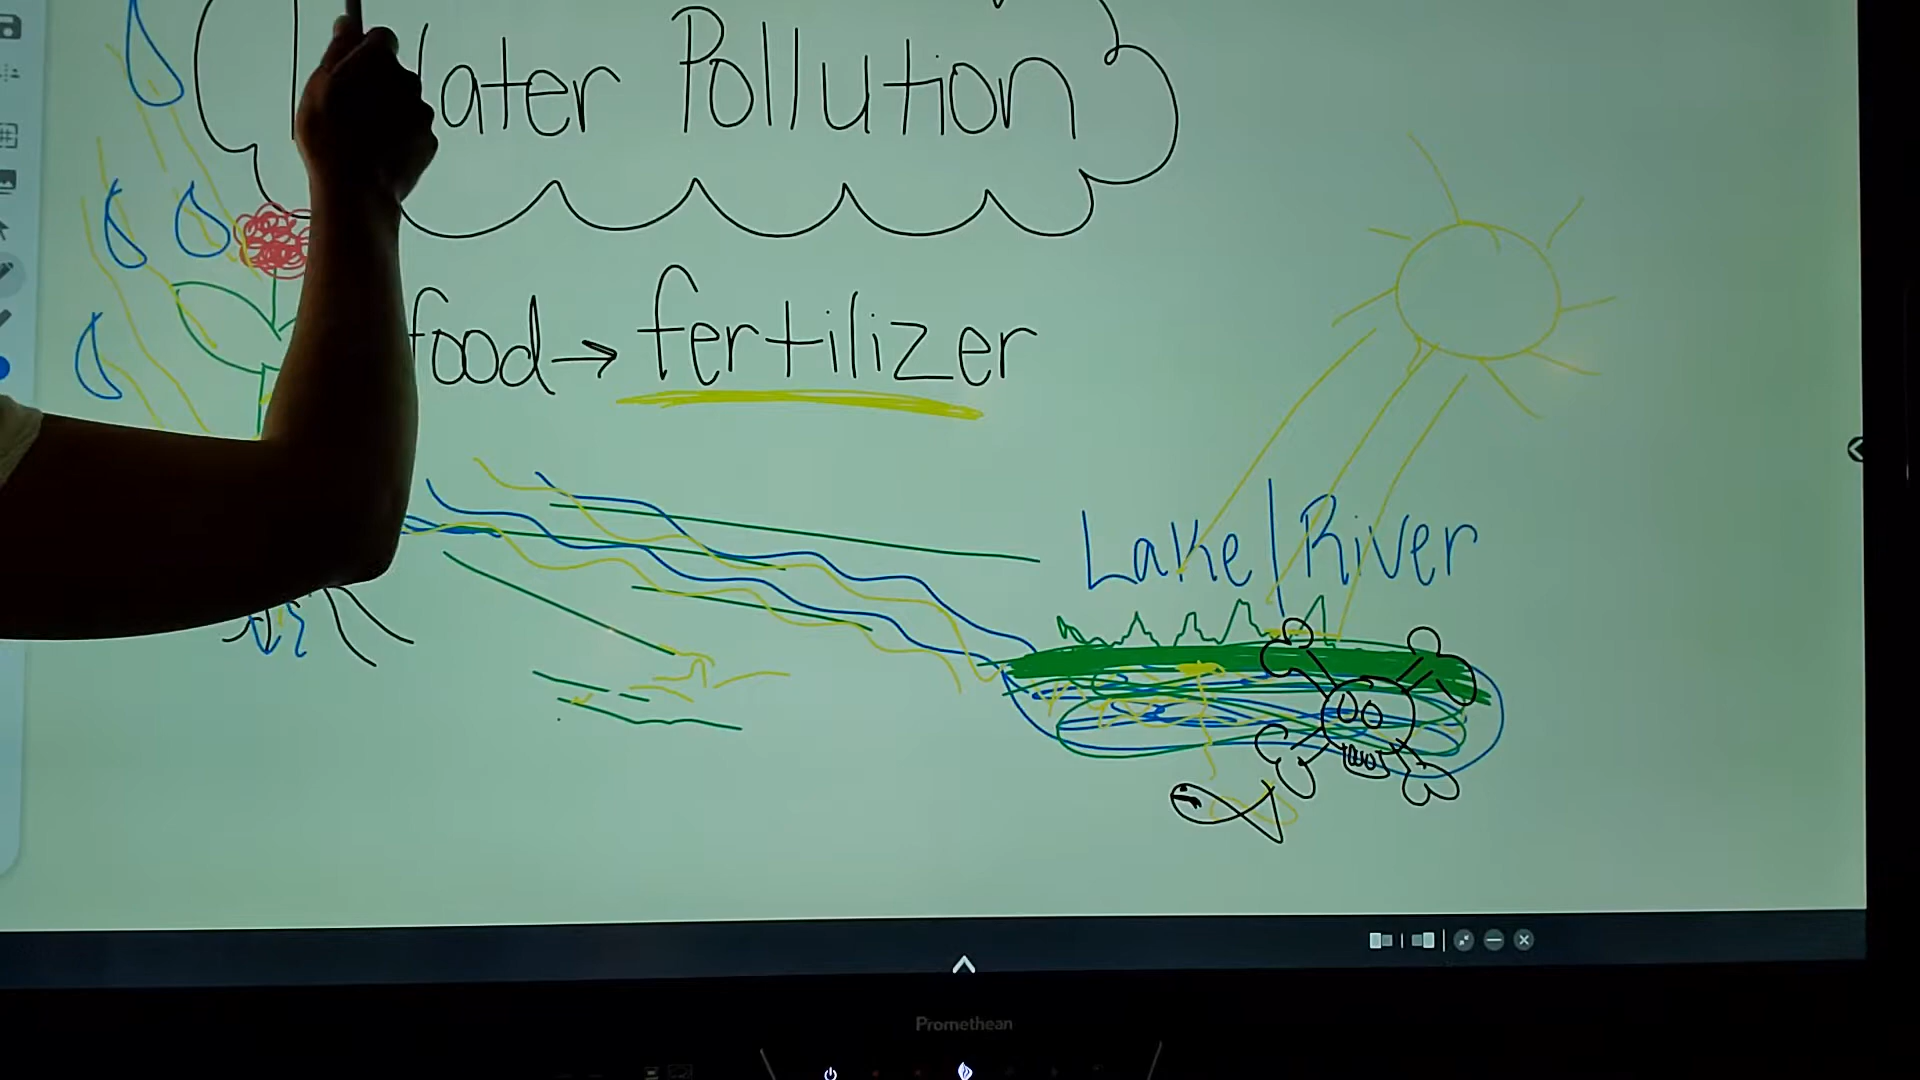 Water Pollution
food → fertilizer
Lake/River
Promethean